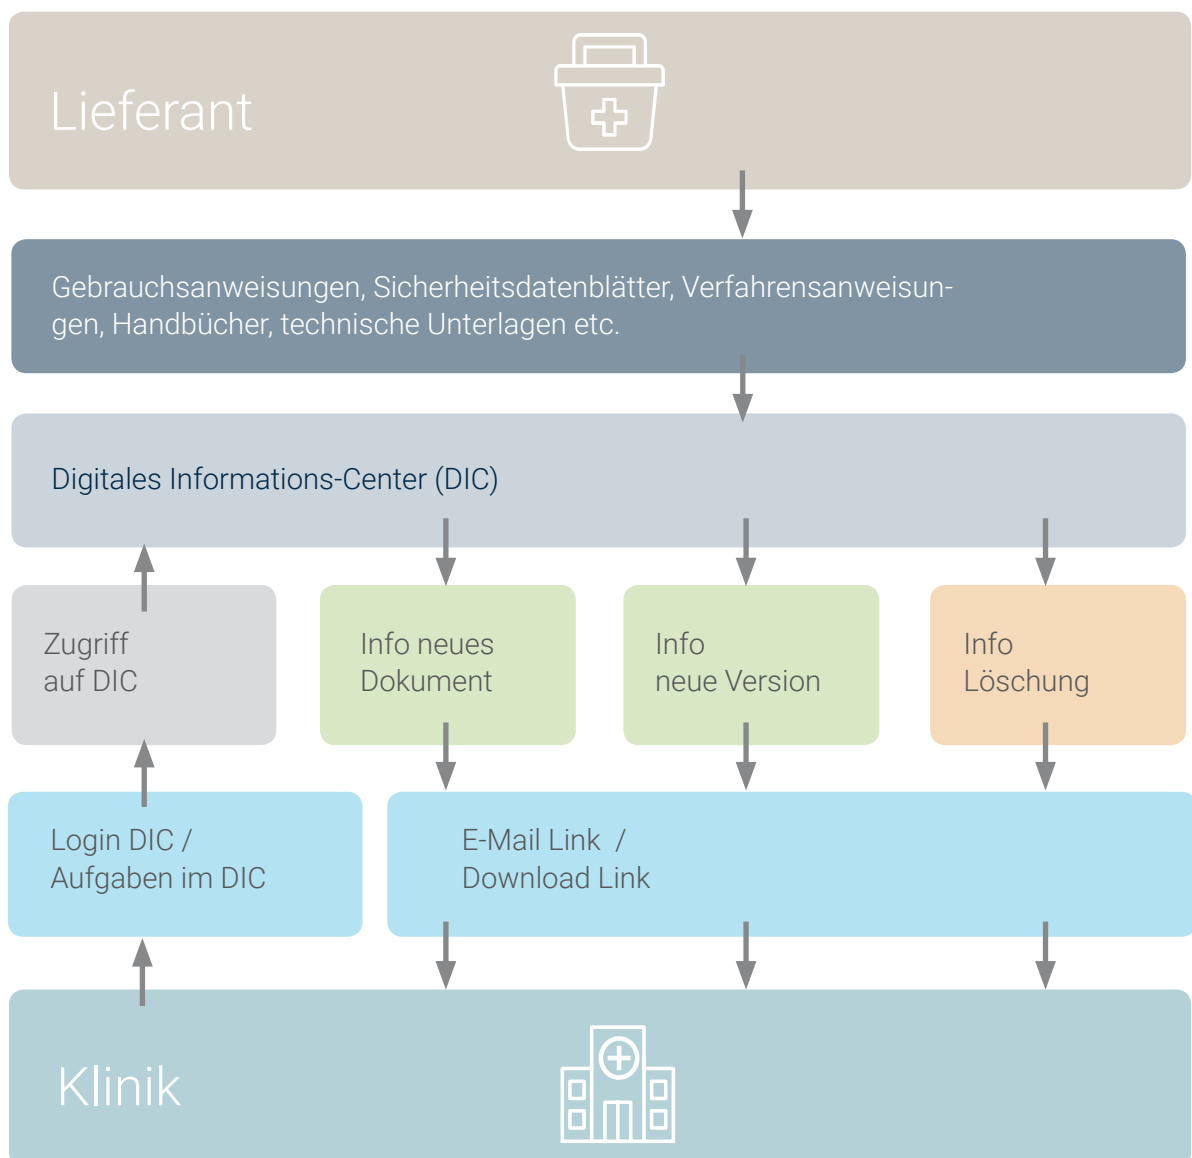 Lieferant
Gebrauchsanweisungen, Sicherheitsdatenblätter, Verfahrensanweisun-
gen, Handbücher, technische Unterlagen etc.
Digitales Informations-Center (DIC)
Zugriff
auf DIC
Info neues
Dokument
Info
neue Version
Info
Löschung
Login DIC /
Aufgaben im DIC
E-Mail Link /
Download Link
Klinik